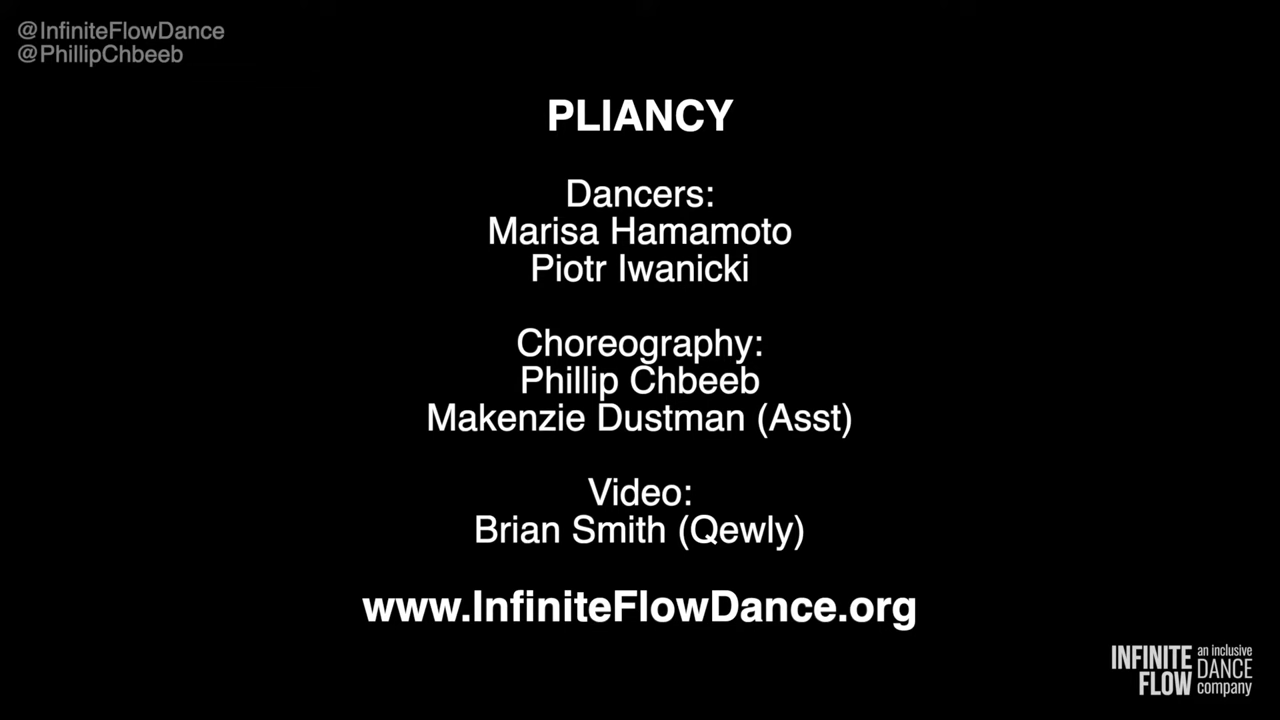 @InfiniteFlowDance
@PhillipChbeeb
PLIANCY
Dancers:
Marisa Hamamoto
Piotr Iwanicki
Choreography:
Phillip Chbeeb
Makenzie Dustman (Asst)
Video:
Brian Smith (Qewly)
www.InfiniteFlowDance.org
INFINITE FLOW
an inclusive
DANCE
company